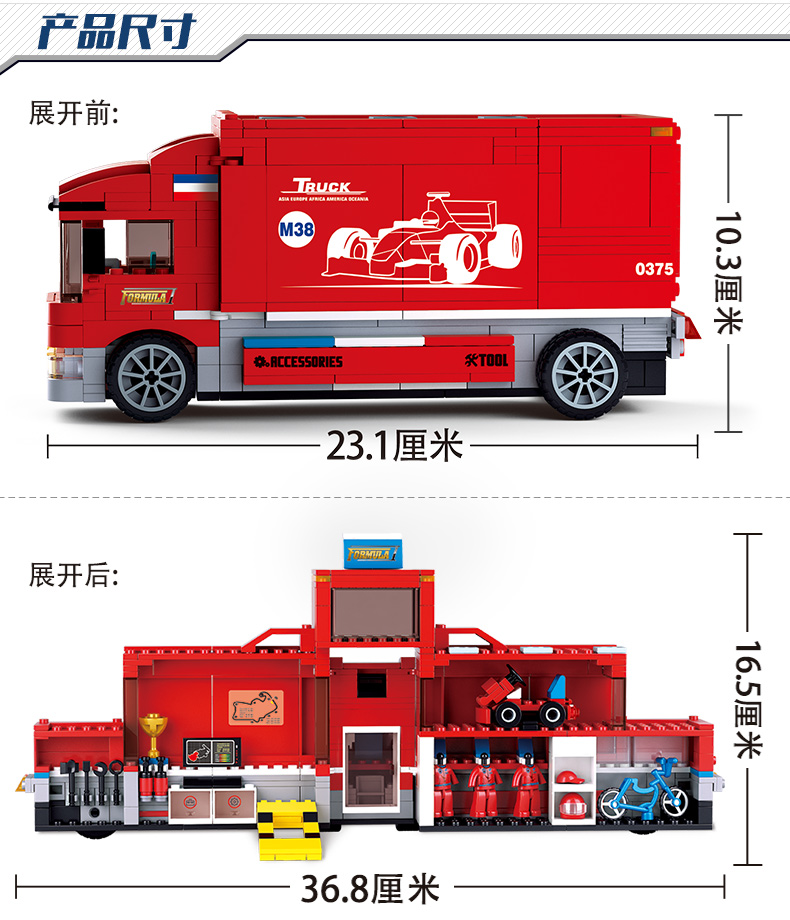 产品尺寸
展开前:
TRUCK
ASIA EUROPE AFRICA AMERICA OCEANIA
M38
0375
FORMULA 1
ACCESSORIES
TOOL
10.3厘米
23.1厘米
展开后:
FORMULA 1
16.5厘米
36.8厘米